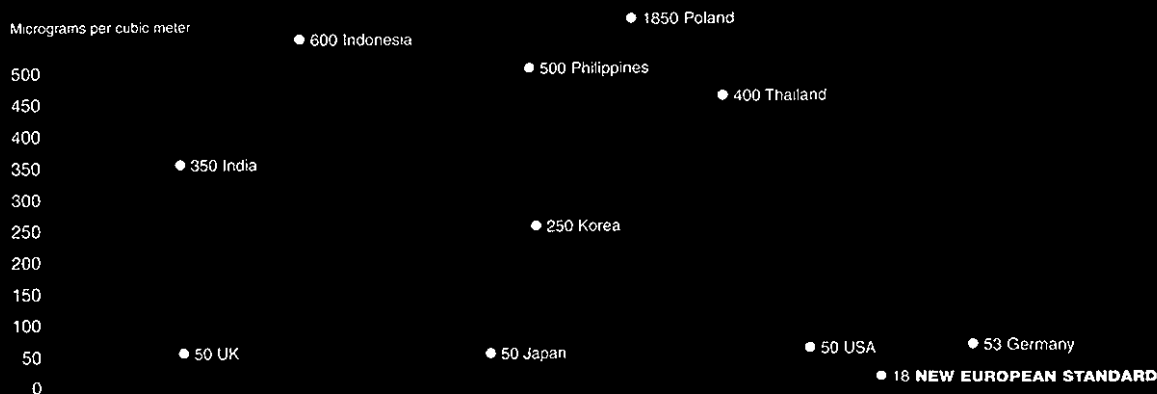 1850 Poland
Micrograms per cubic meter
600 Indonesia
500 Philippines
500
400 Thailand
450
400
350 India
350
300
250 Korea
250
200
150
100
50 UK
50 Japan
50 USA
53 Germany
50
18 NEW EUROPEAN STANDARD
0